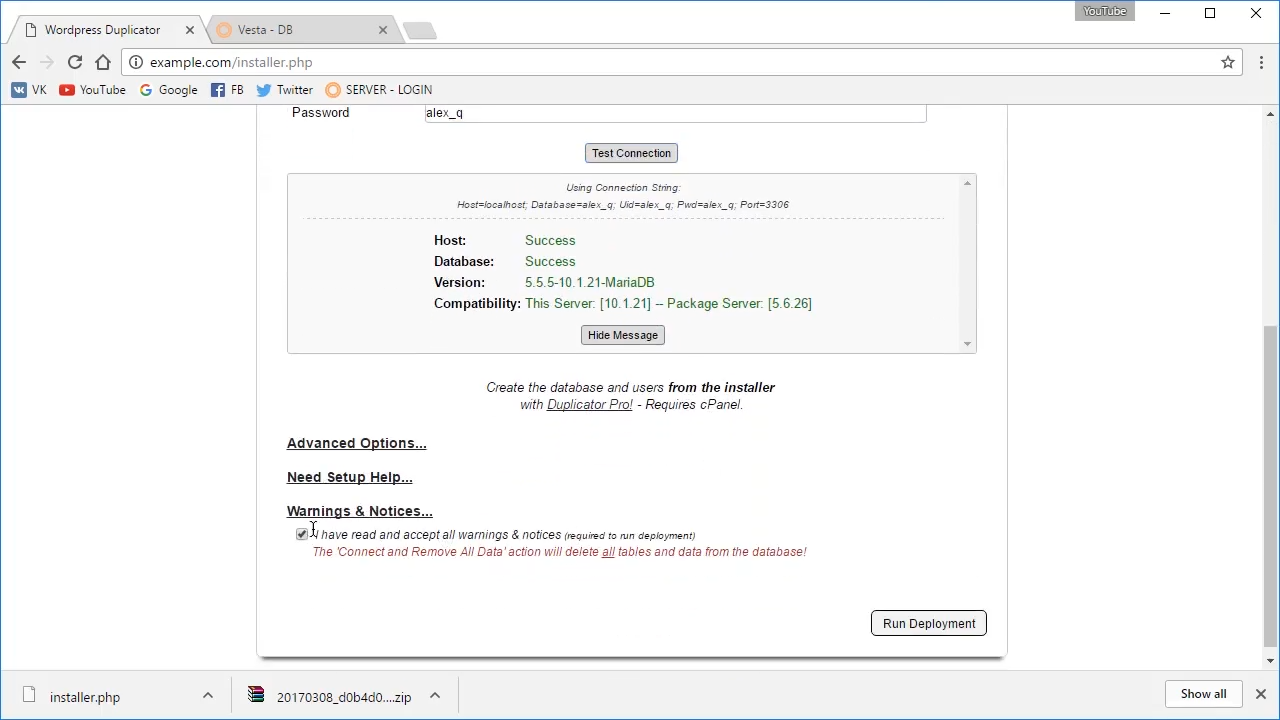 YouTube
Wordpress Duplicator
Vesta - DB
example.com/installer.php
VK YouTube Google FB Twitter SERVER - LOGIN
Password alex_q
Test Connection
Using Connection String:
Host=localhost; Database=alex_q; Uid=alex_q; Pwd=alex_q; Port=3306
Host: Success
Database: Success
Version: 5.5.5-10.1.21-MariaDB
Compatibility: This Server: [10.1.21] -- Package Server: [5.6.26]
Hide Message
Create the database and users from the installer
with Duplicator Pro! - Requires cPanel.
Advanced Options...
Need Setup Help...
Warnings & Notices...
I have read and accept all warnings & notices (required to run deployment)
The 'Connect and Remove All Data' action will delete all tables and data from the database!
Run Deployment
installer.php
20170308_d0b4d0....zip
Show all